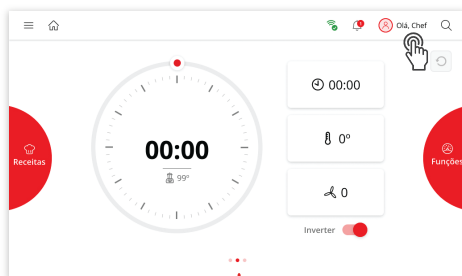 Olá, Chef
00:00
99º
00:00
0º
0
Inverter
Receitas
Funções